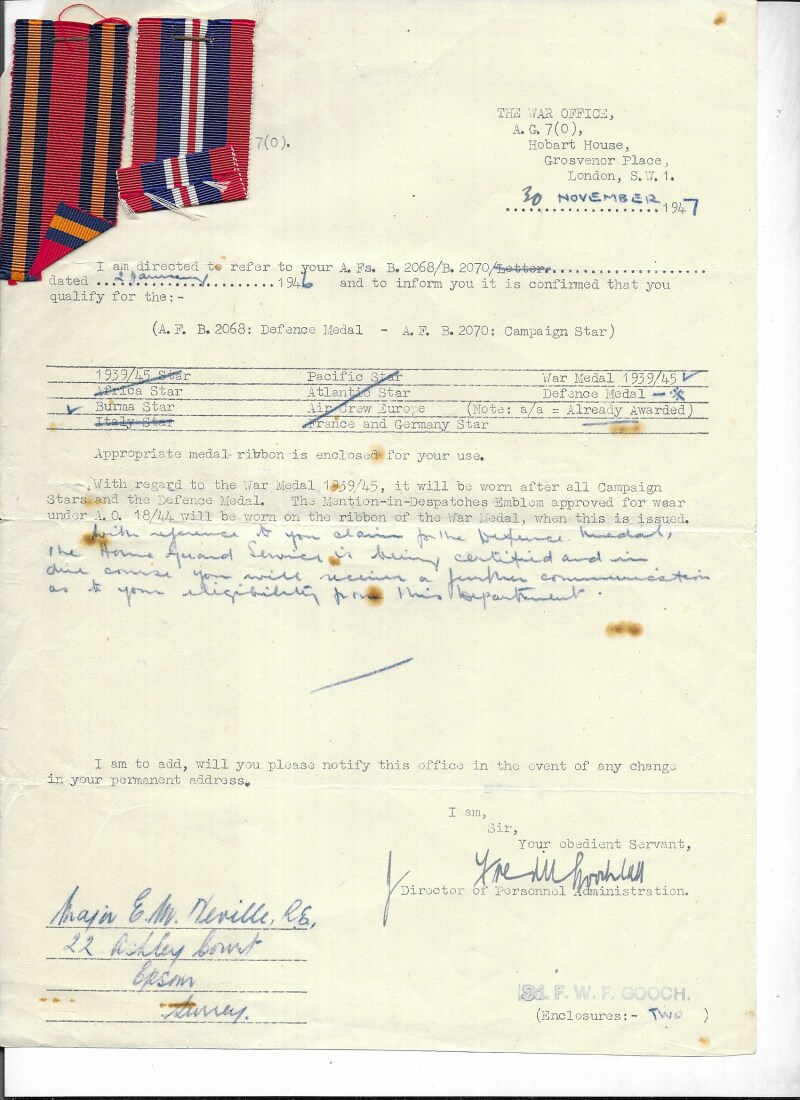 7(0).
THE WAR OFFICE,
A.G. 7(0),
Hobart House,
Grosvenor Place,
London, S.W.1.
30 NOVEMBER 1947
I am directed to refer to your A.Fs. B.2068/B.2070/Letter.
dated 2 January 1946 and to inform you it is confirmed that you
qualify for the:-
(A.F. B.2068: Defence Medal - A.F. B.2070: Campaign Star)
1939/45 Star Pacific Star War Medal 1939/45 ✓
Africa Star Atlantic Star Defence Medal - *
✓ Burma Star Air Crew Europe (Note: a/a = Already Awarded)
Italy Star France and Germany Star
Appropriate medal ribbon is enclosed for your use.
With regard to the War Medal 1939/45, it will be worn after all Campaign
Stars and the Defence Medal. The Mention-in-Despatches Emblem approved for wear
under A.O. 18/44 will be worn on the ribbon of the War Medal, when this is issued.
With reference to you claim for the Defence Medal,
the Home Guard Service is being certified and in
due course you will receive a further communication
as to your eligibility from this Department.
I am to add, will you please notify this office in the event of any change
in your permanent address.
I am,
Sir,
Your obedient Servant,
Director of Personnel Administration.
Major E.M. Neville, R.E.,
22 Ashley Court
Epsom
Surrey.
F. W. F. GOOCH.
(Enclosures:- TWO )